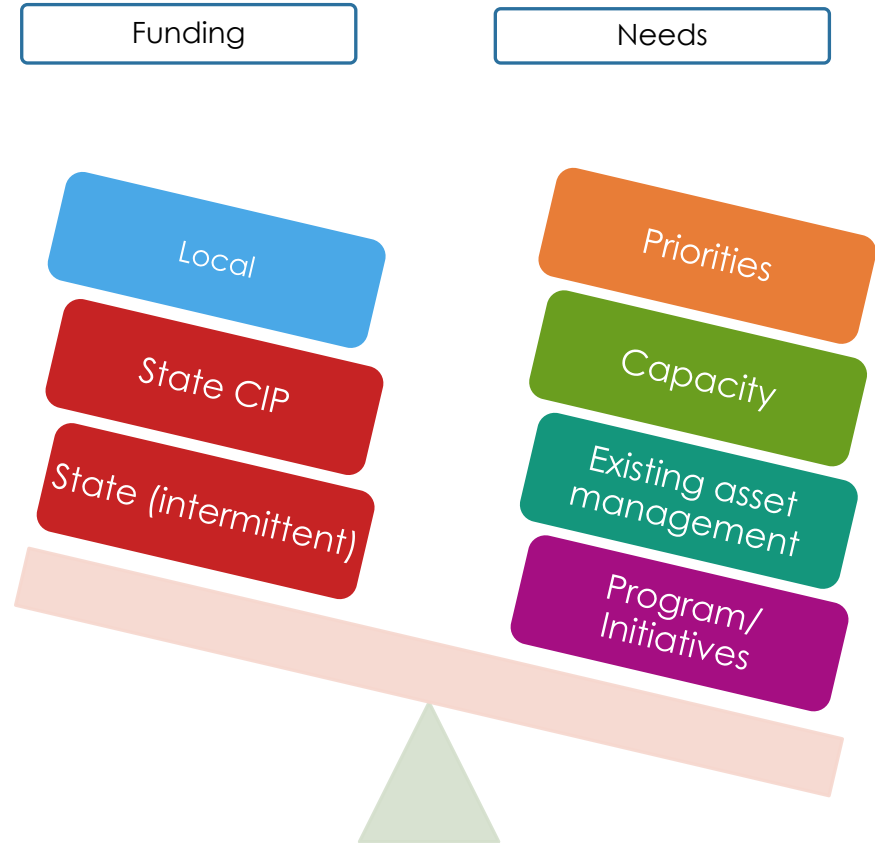 Funding
Needs
Local
State CIP
State (intermittent)
Priorities
Capacity
Existing asset
management
Program/
Initiatives